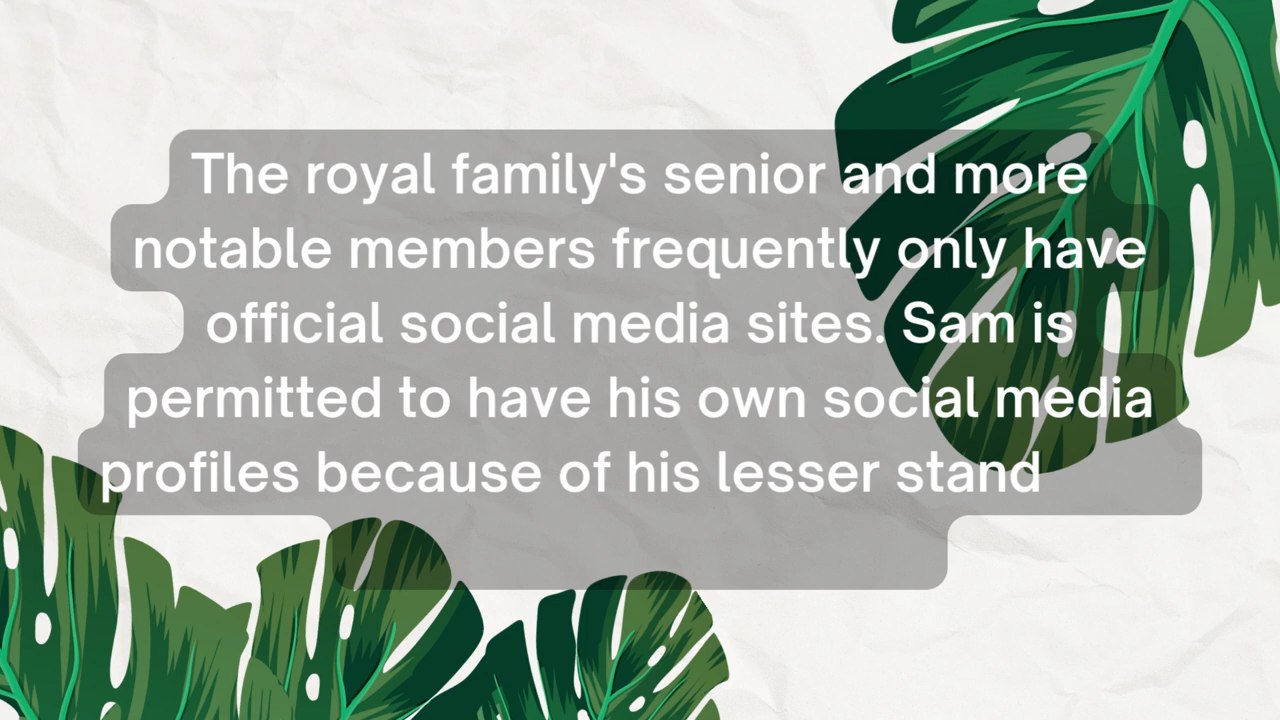 The royal family's senior and more
notable members frequently only have
official social media sites. Sam is
permitted to have his own social media
profiles because of his lesser stand